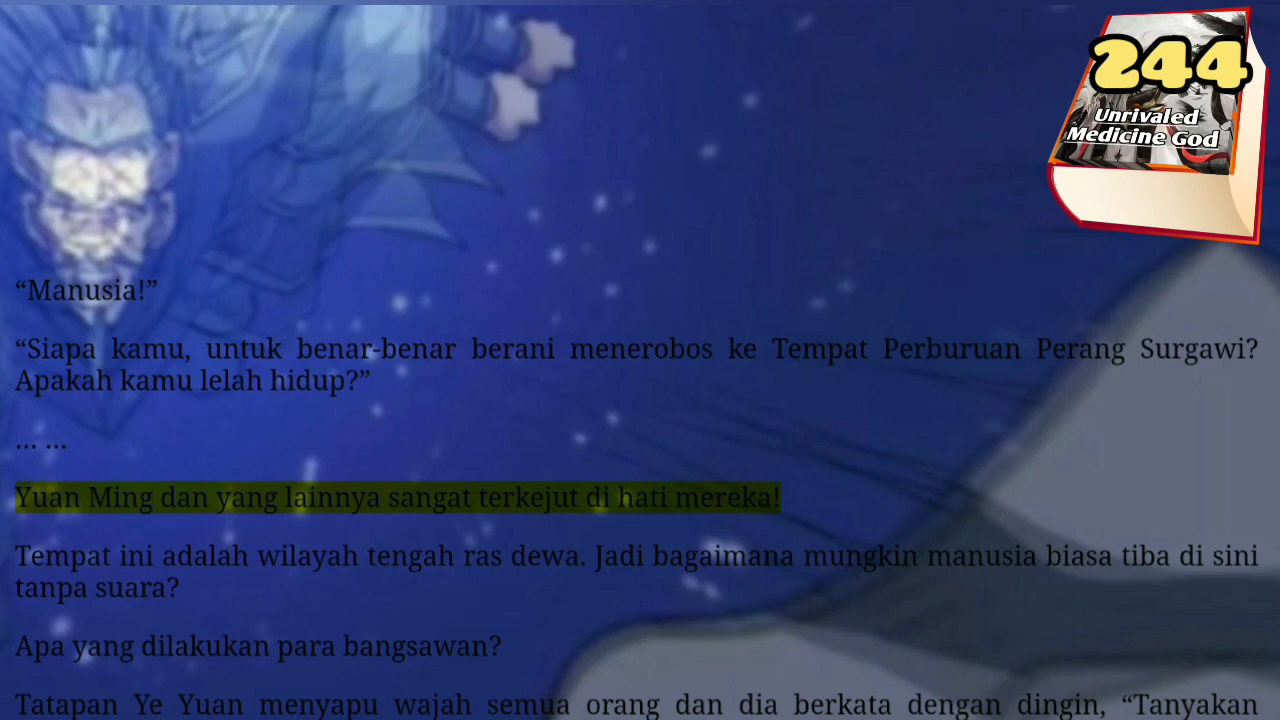 244
Unrivaled
Medicine God
“Manusia!”
“Siapa kamu, untuk benar-benar berani menerobos ke Tempat Perburuan Perang Surgawi?
Apakah kamu lelah hidup?”
... ...
Yuan Ming dan yang lainnya sangat terkejut di hati mereka!
Tempat ini adalah wilayah tengah ras dewa. Jadi bagaimana mungkin manusia biasa tiba di sini
tanpa suara?
Apa yang dilakukan para bangsawan?
Tatapan Ye Yuan menyapu wajah semua orang dan dia berkata dengan dingin, “Tanyakan